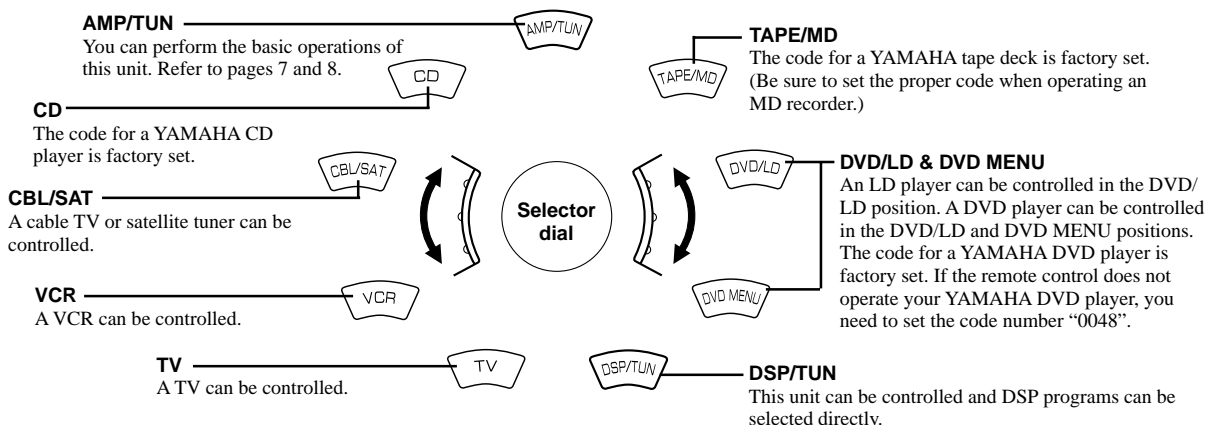 AMP/TUN
You can perform the basic operations of
this unit. Refer to pages 7 and 8.
AMP/TUN
TAPE/MD
The code for a YAMAHA tape deck is factory set.
(Be sure to set the proper code when operating an
MD recorder.)
TAPE/MD
CD
CD
The code for a YAMAHA CD
player is factory set.
CBL/SAT
CBL/SAT
A cable TV or satellite tuner can be
controlled.
Selector
dial
DVD/LD
DVD/LD & DVD MENU
An LD player can be controlled in the DVD/
LD position. A DVD player can be controlled
in the DVD/LD and DVD MENU positions.
The code for a YAMAHA DVD player is
factory set. If the remote control does not
operate your YAMAHA DVD player, you
need to set the code number “0048”.
DVD MENU
VCR
A VCR can be controlled.
VCR
TV
A TV can be controlled.
TV
DSP/TUN
DSP/TUN
This unit can be controlled and DSP programs can be
selected directly.